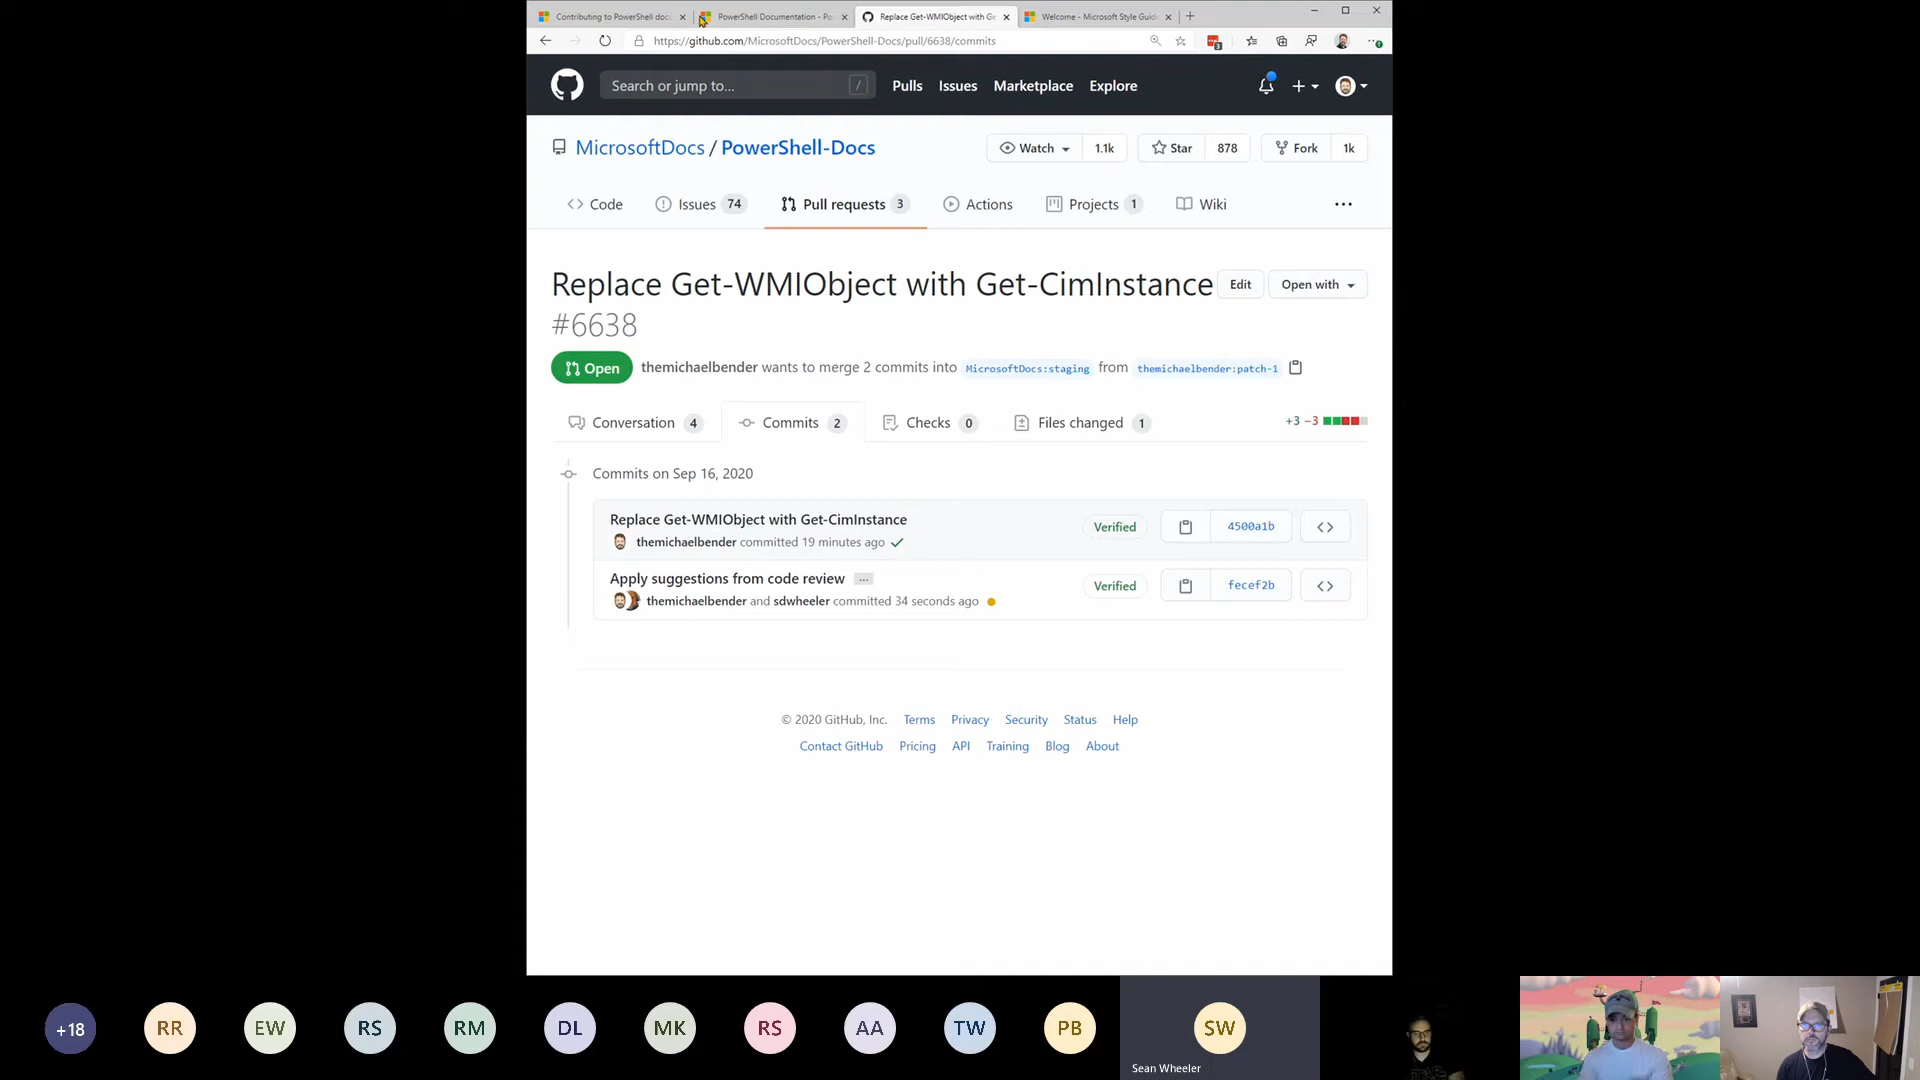 Contributing to PowerShell docu
PowerShell Documentation - Po
Replace Get-WMIObject with Ge
Welcome - Microsoft Style Guid
https://github.com/MicrosoftDocs/PowerShell-Docs/pull/6638/commits
Search or jump to... /
Pulls Issues Marketplace Explore
MicrosoftDocs / PowerShell-Docs
Watch 1.1k Star 878 Fork 1k
Code Issues 74 Pull requests 3 Actions Projects 1 Wiki ...
Replace Get-WMIObject with Get-CimInstance
#6638
Edit Open with
Open themichaelbender wants to merge 2 commits into MicrosoftDocs:staging from themichaelbender:patch-1
Conversation 4 Commits 2 Checks 0 Files changed 1 +3 −3
Commits on Sep 16, 2020
Replace Get-WMIObject with Get-CimInstance
themichaelbender committed 19 minutes ago
Verified 4500a1b
Apply suggestions from code review ...
themichaelbender and sdwheeler committed 34 seconds ago
Verified fecef2b
© 2020 GitHub, Inc. Terms Privacy Security Status Help
Contact GitHub Pricing API Training Blog About
+18 RR EW RS RM DL MK RS AA TW PB SW
Sean Wheeler